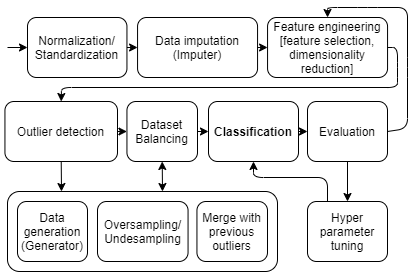 Normalization/
Standardization
Data imputation
(Imputer)
Feature engineering
[feature selection,
dimensionality
reduction]
Outlier detection
Dataset
Balancing
Classification
Evaluation
Data
generation
(Generator)
Oversampling/
Undesampling
Merge with
previous
outliers
Hyper
parameter
tuning